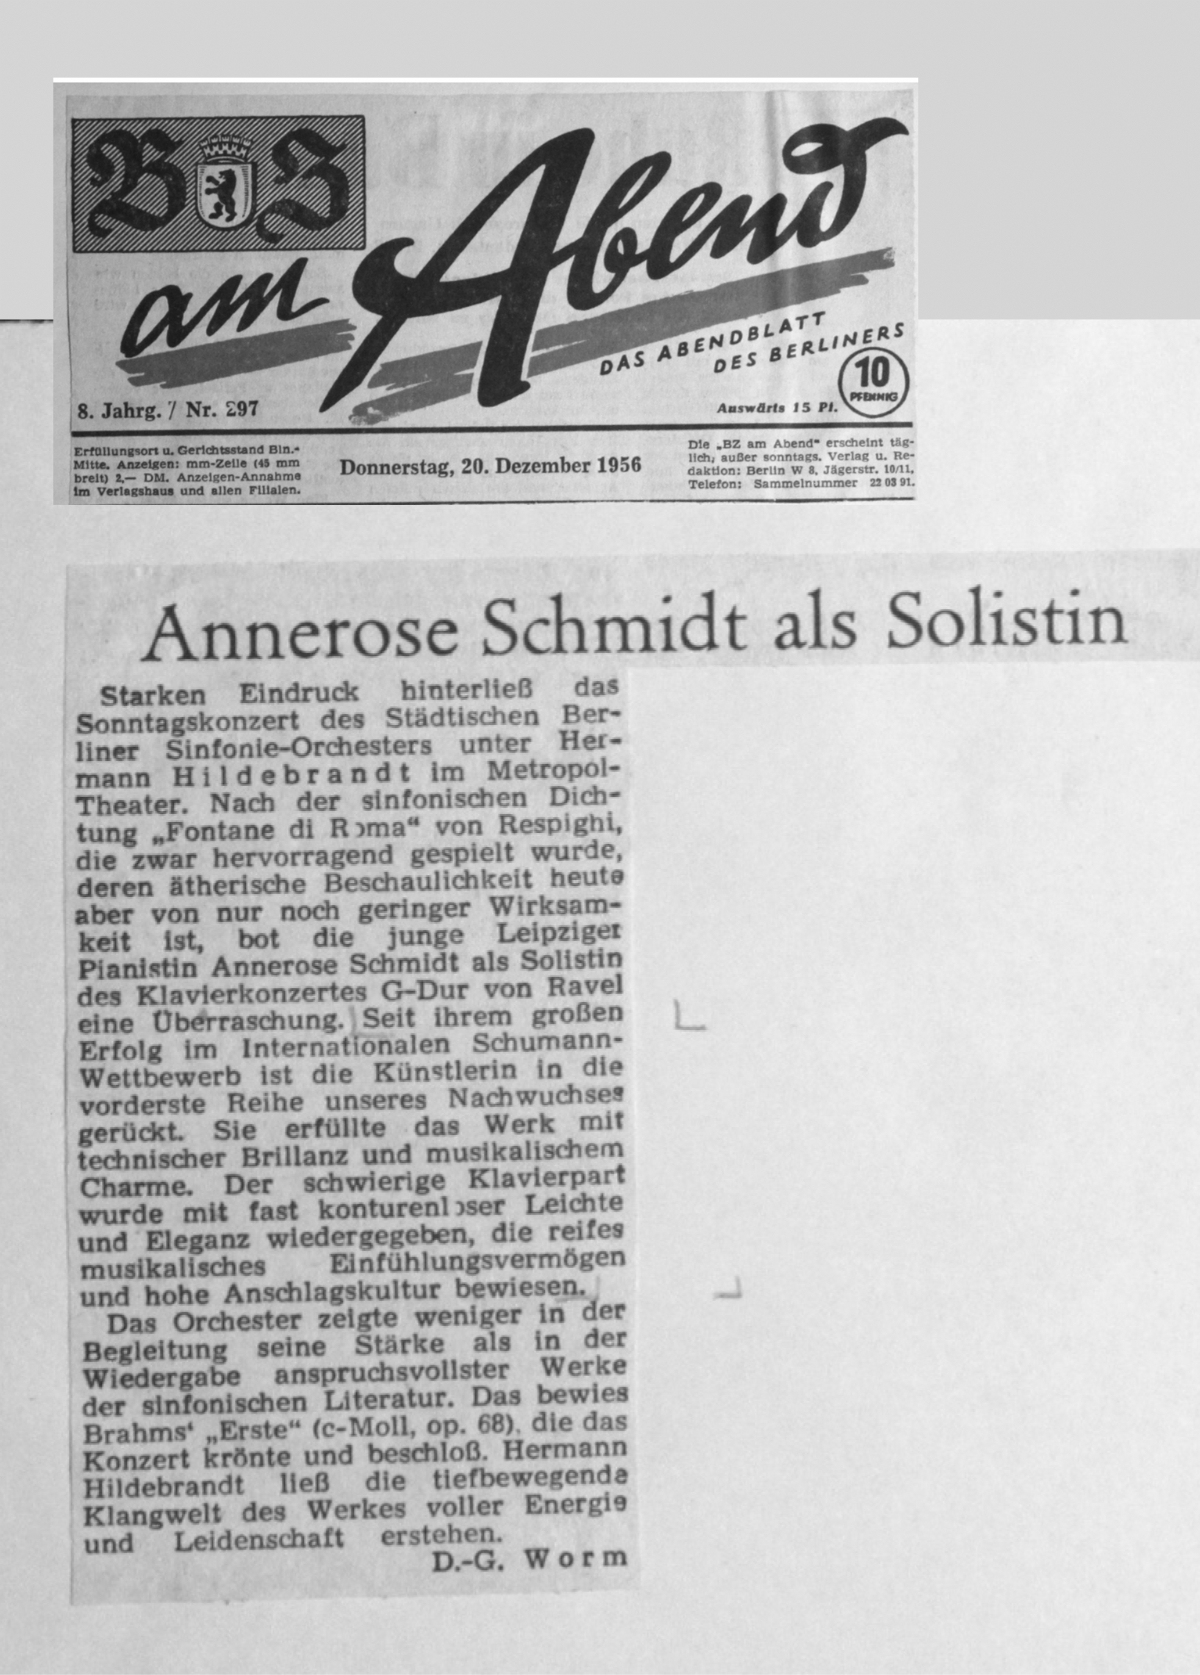 BZ
am Abend
DAS ABENDBLATT
DES BERLINERS
10
PFENNIG
8. Jahrg. / Nr. 297
Auswärts 15 Pf.
Erfüllungsort u. Gerichtsstand Bln.-
Mitte. Anzeigen: mm-Zeile (45 mm
breit) 2,— DM. Anzeigen-Annahme
im Verlagshaus und allen Filialen.
Donnerstag, 20. Dezember 1956
Die „BZ am Abend“ erscheint täg-
lich, außer sonntags. Verlag u. Re-
daktion: Berlin W 8, Jägerstr. 10/11,
Telefon: Sammelnummer 22 03 91.
Annerose Schmidt als Solistin
Starken Eindruck hinterließ das
Sonntagskonzert des Städtischen Ber-
liner Sinfonie-Orchesters unter Her-
mann Hildebrandt im Metropol-
Theater. Nach der sinfonischen Dich-
tung „Fontane di Roma“ von Respighi,
die zwar hervorragend gespielt wurde,
deren ätherische Beschaulichkeit heute
aber von nur noch geringer Wirksam-
keit ist, bot die junge Leipziger
Pianistin Annerose Schmidt als Solistin
des Klavierkonzertes G-Dur von Ravel
eine Überraschung. Seit ihrem großen
Erfolg im Internationalen Schumann-
Wettbewerb ist die Künstlerin in die
vorderste Reihe unseres Nachwuchses
gerückt. Sie erfüllte das Werk mit
technischer Brillanz und musikalischem
Charme. Der schwierige Klavierpart
wurde mit fast konturenloser Leichte
und Eleganz wiedergegeben, die reifes
musikalisches Einfühlungsvermögen
und hohe Anschlagskultur bewiesen.
Das Orchester zeigte weniger in der
Begleitung seine Stärke als in der
Wiedergabe anspruchsvollster Werke
der sinfonischen Literatur. Das bewies
Brahms‘ „Erste“ (c-Moll, op. 68), die das
Konzert krönte und beschloß. Hermann
Hildebrandt ließ die tiefbewegende
Klangwelt des Werkes voller Energie
und Leidenschaft erstehen.
D.-G. Worm